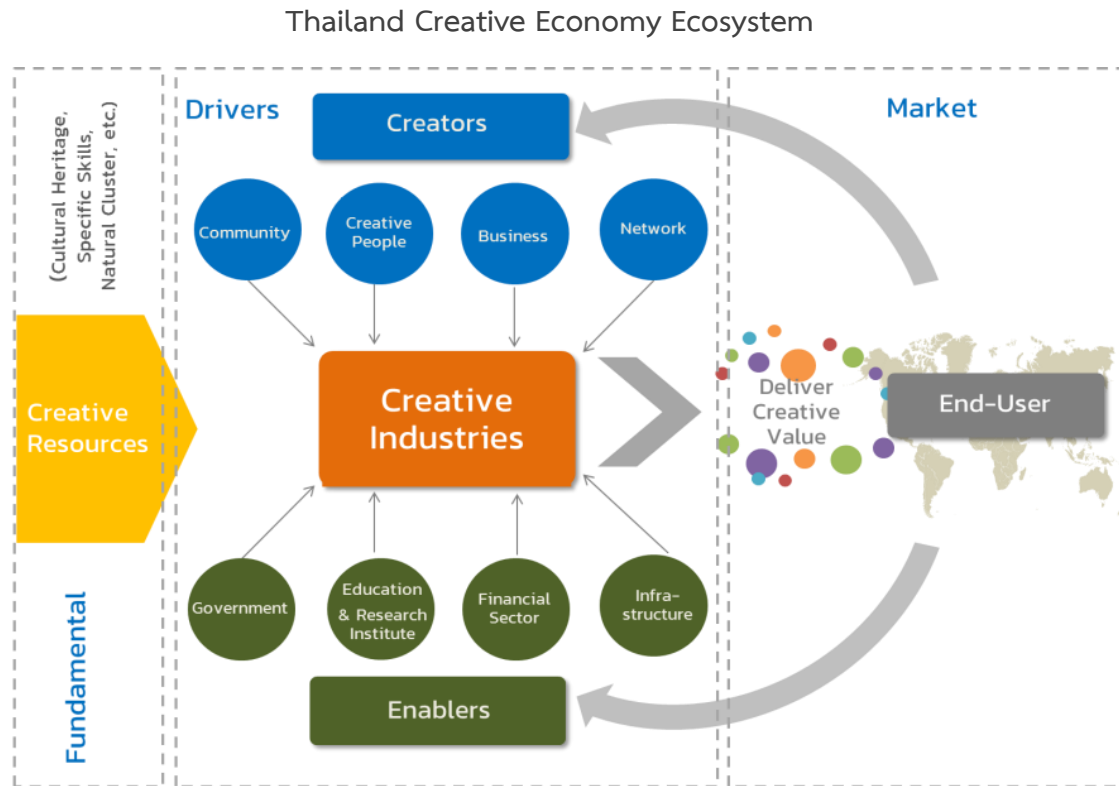 Thailand Creative Economy Ecosystem
(Cultural Heritage,
Specific Skills,
Natural Cluster, etc.)
Creative
Resources
Fundamental
Drivers
Creators
Community
Creative
People
Business
Network
Creative
Industries
Government
Education
& Research
Institute
Financial
Sector
Infra-
structure
Enablers
Market
Deliver
Creative
Value
End-User